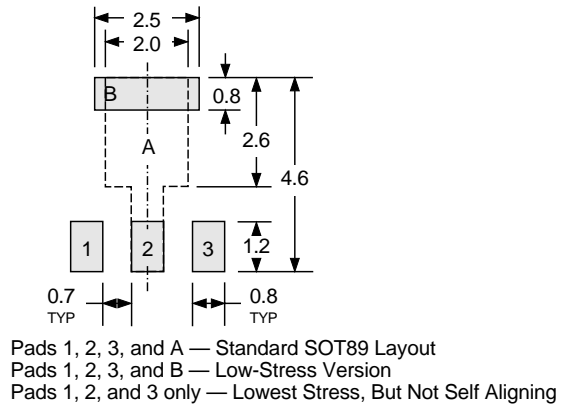 2.5
2.0
B
0.8
A
2.6
4.6
1
2
3
1.2
0.7
TYP
0.8
TYP
Pads 1, 2, 3, and A — Standard SOT89 Layout
Pads 1, 2, 3, and B — Low-Stress Version
Pads 1, 2, and 3 only — Lowest Stress, But Not Self Aligning